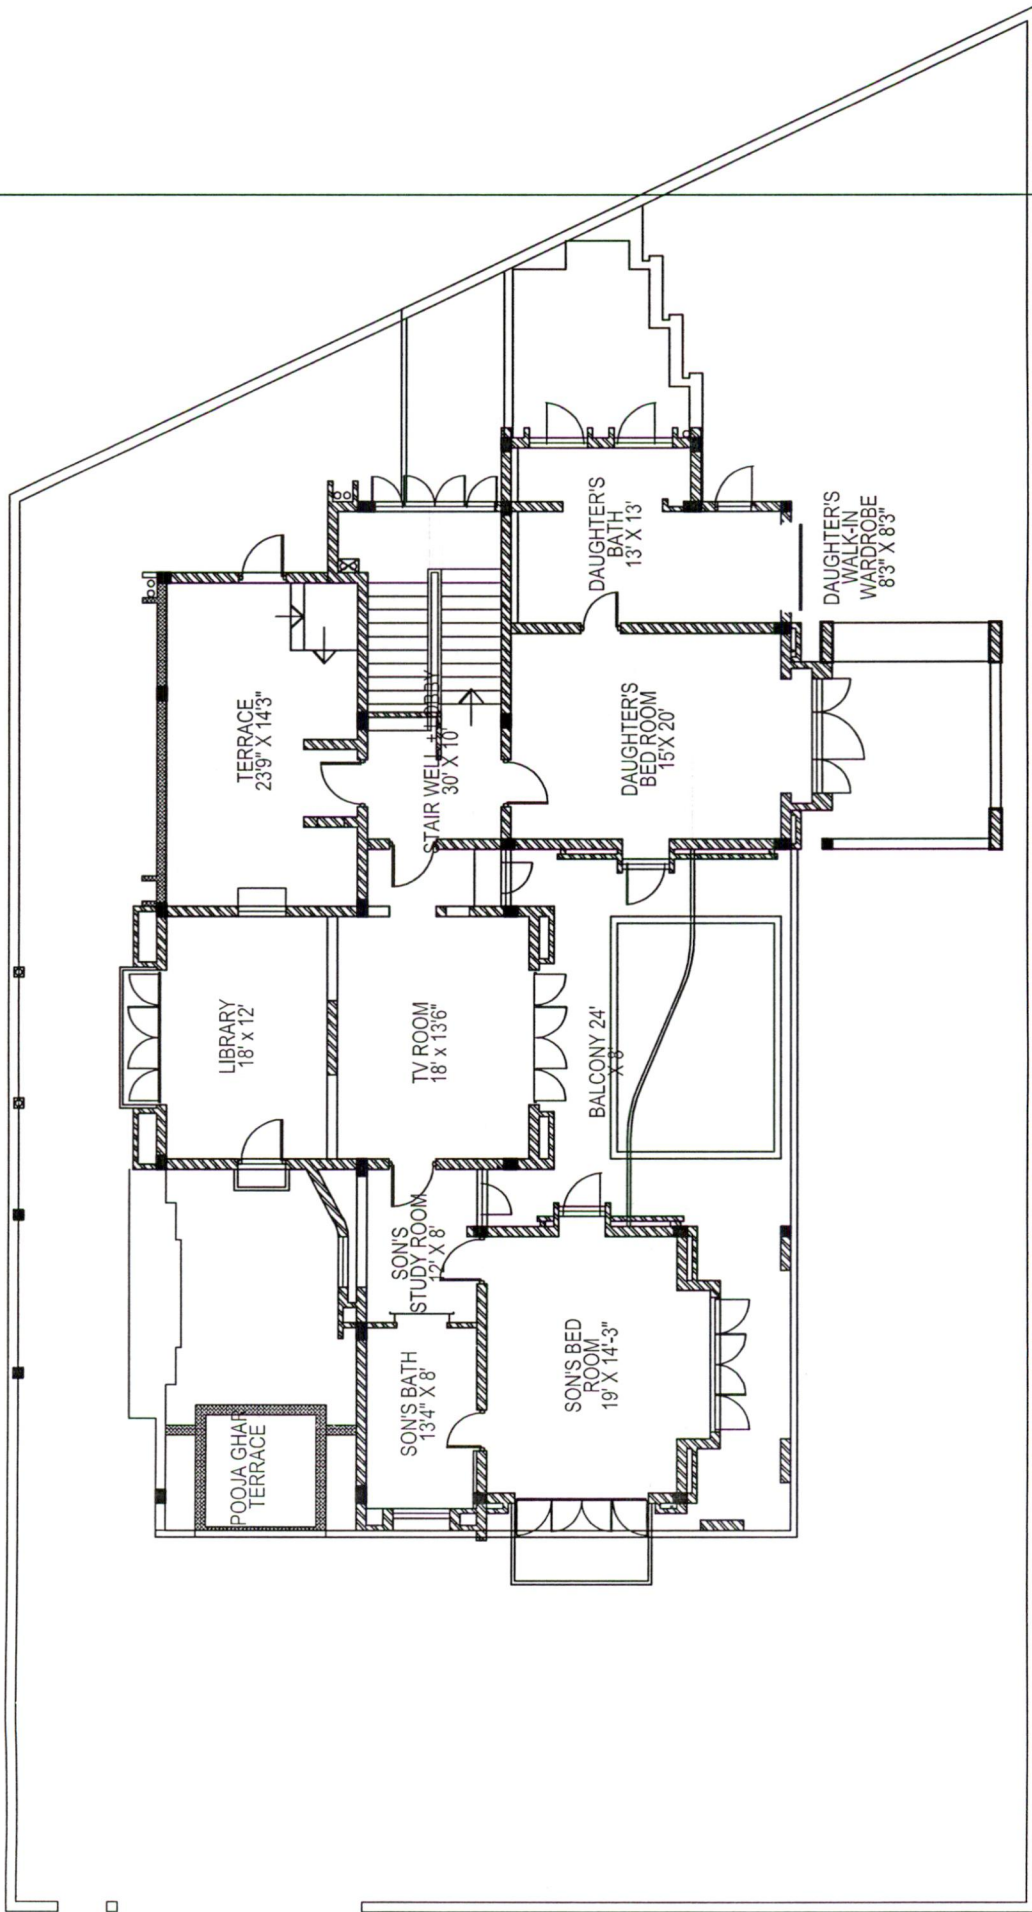 POOJA GHAR
TERRACE
LIBRARY
18' x 12'
TERRACE
23'9" X 14'3"
SON'S BATH
13'4" X 8'
SON'S
STUDY ROOM
12' X 8'
TV ROOM
18' x 13'6"
STAIR WELL + LOBBY
30' X 10'
SON'S BED
ROOM
19' X 14'-3"
BALCONY 24'
X 8'
DAUGHTER'S
BED ROOM
15'X 20'
DAUGHTER'S
BATH
13' X 13'
DAUGHTER'S
WALK-IN
WARDROBE
8'3" X 8'3"